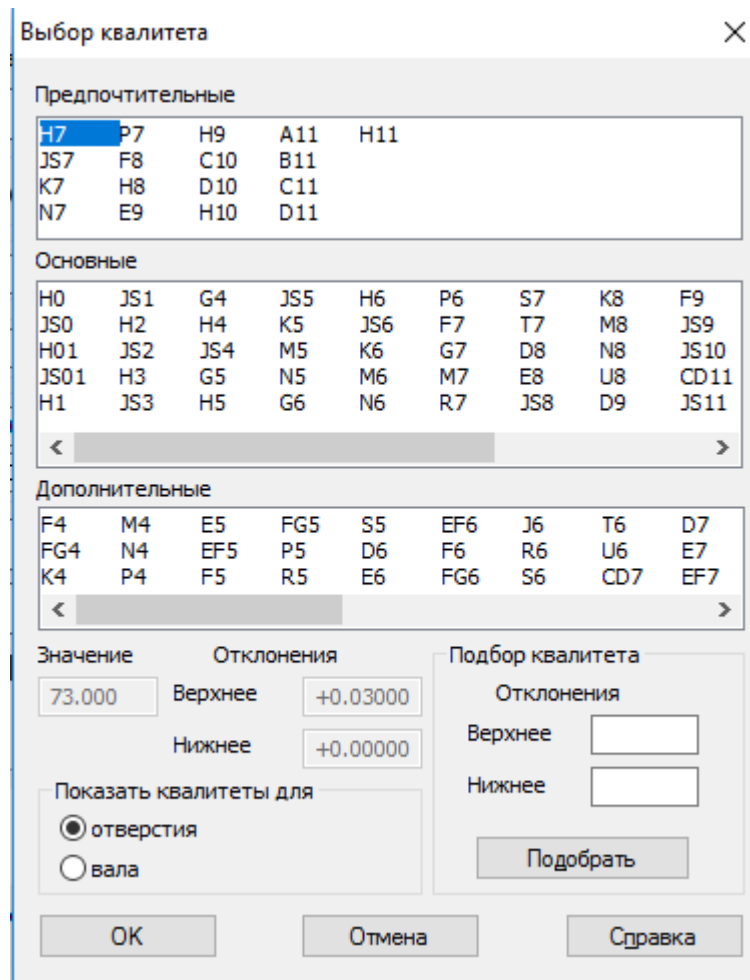 Выбор квалитета
Предпочтительные
H7 P7 H9 A11 H11
JS7 F8 C10 B11
K7 H8 D10 C11
N7 E9 H10 D11
Основные
H0 JS1 G4 JS5 H6 P6 S7 K8 F9
JS0 H2 H4 K5 JS6 F7 T7 M8 JS9
H01 JS2 JS4 M5 K6 G7 D8 N8 JS10
JS01 H3 G5 N5 M6 M7 E8 U8 CD11
H1 JS3 H5 G6 N6 R7 JS8 D9 JS11
Дополнительные
F4 M4 E5 FG5 S5 EF6 J6 T6 D7
FG4 N4 EF5 P5 D6 F6 R6 U6 E7
K4 P4 F5 R5 E6 FG6 S6 CD7 EF7
Значение Отклонения
73.000 Верхнее +0.03000
Нижнее +0.00000
Показать квалитеты для
отверстия
вала
Подбор квалитета
Отклонения
Верхнее
Нижнее
Подобрать
OK Отмена Справка